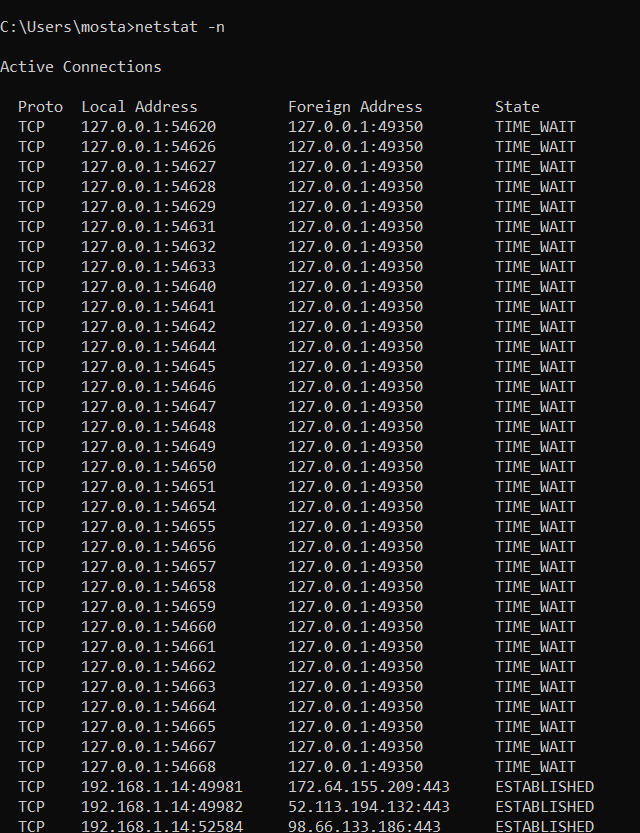 C:\Users\mosta>netstat -n
Active Connections
Proto  Local Address          Foreign Address        State
TCP    127.0.0.1:54620        127.0.0.1:49350        TIME_WAIT
TCP    127.0.0.1:54626        127.0.0.1:49350        TIME_WAIT
TCP    127.0.0.1:54627        127.0.0.1:49350        TIME_WAIT
TCP    127.0.0.1:54628        127.0.0.1:49350        TIME_WAIT
TCP    127.0.0.1:54629        127.0.0.1:49350        TIME_WAIT
TCP    127.0.0.1:54631        127.0.0.1:49350        TIME_WAIT
TCP    127.0.0.1:54632        127.0.0.1:49350        TIME_WAIT
TCP    127.0.0.1:54633        127.0.0.1:49350        TIME_WAIT
TCP    127.0.0.1:54640        127.0.0.1:49350        TIME_WAIT
TCP    127.0.0.1:54641        127.0.0.1:49350        TIME_WAIT
TCP    127.0.0.1:54642        127.0.0.1:49350        TIME_WAIT
TCP    127.0.0.1:54644        127.0.0.1:49350        TIME_WAIT
TCP    127.0.0.1:54645        127.0.0.1:49350        TIME_WAIT
TCP    127.0.0.1:54646        127.0.0.1:49350        TIME_WAIT
TCP    127.0.0.1:54647        127.0.0.1:49350        TIME_WAIT
TCP    127.0.0.1:54648        127.0.0.1:49350        TIME_WAIT
TCP    127.0.0.1:54649        127.0.0.1:49350        TIME_WAIT
TCP    127.0.0.1:54650        127.0.0.1:49350        TIME_WAIT
TCP    127.0.0.1:54651        127.0.0.1:49350        TIME_WAIT
TCP    127.0.0.1:54654        127.0.0.1:49350        TIME_WAIT
TCP    127.0.0.1:54655        127.0.0.1:49350        TIME_WAIT
TCP    127.0.0.1:54656        127.0.0.1:49350        TIME_WAIT
TCP    127.0.0.1:54657        127.0.0.1:49350        TIME_WAIT
TCP    127.0.0.1:54658        127.0.0.1:49350        TIME_WAIT
TCP    127.0.0.1:54659        127.0.0.1:49350        TIME_WAIT
TCP    127.0.0.1:54660        127.0.0.1:49350        TIME_WAIT
TCP    127.0.0.1:54661        127.0.0.1:49350        TIME_WAIT
TCP    127.0.0.1:54662        127.0.0.1:49350        TIME_WAIT
TCP    127.0.0.1:54663        127.0.0.1:49350        TIME_WAIT
TCP    127.0.0.1:54664        127.0.0.1:49350        TIME_WAIT
TCP    127.0.0.1:54665        127.0.0.1:49350        TIME_WAIT
TCP    127.0.0.1:54667        127.0.0.1:49350        TIME_WAIT
TCP    127.0.0.1:54668        127.0.0.1:49350        TIME_WAIT
TCP    192.168.1.14:49981     172.64.155.209:443     ESTABLISHED
TCP    192.168.1.14:49982     52.113.194.132:443     ESTABLISHED
TCP    192.168.1.14:52584     98.66.133.186:443      ESTABLISHED